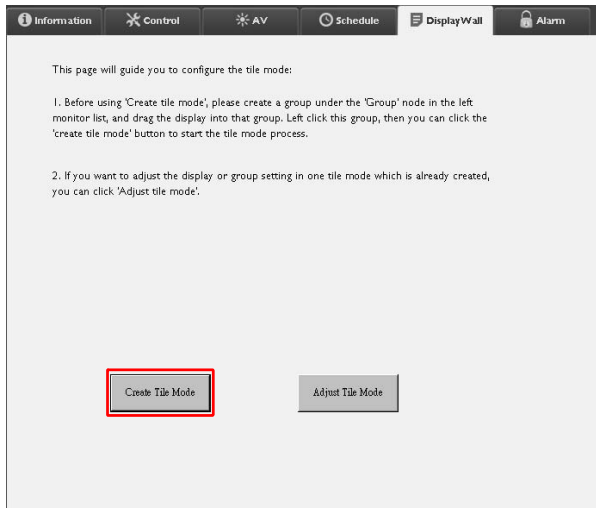 Information Control AV Schedule DisplayWall Alarm
This page will guide you to configure the tile mode:
1. Before using 'Create tile mode', please create a group under the 'Group' node in the left
monitor list, and drag the display into that group. Left click this group, then you can click the
'create tile mode' button to start the tile mode process.
2. If you want to adjust the display or group setting in one tile mode which is already created,
you can click 'Adjust tile mode'.
Create Tile Mode Adjust Tile Mode